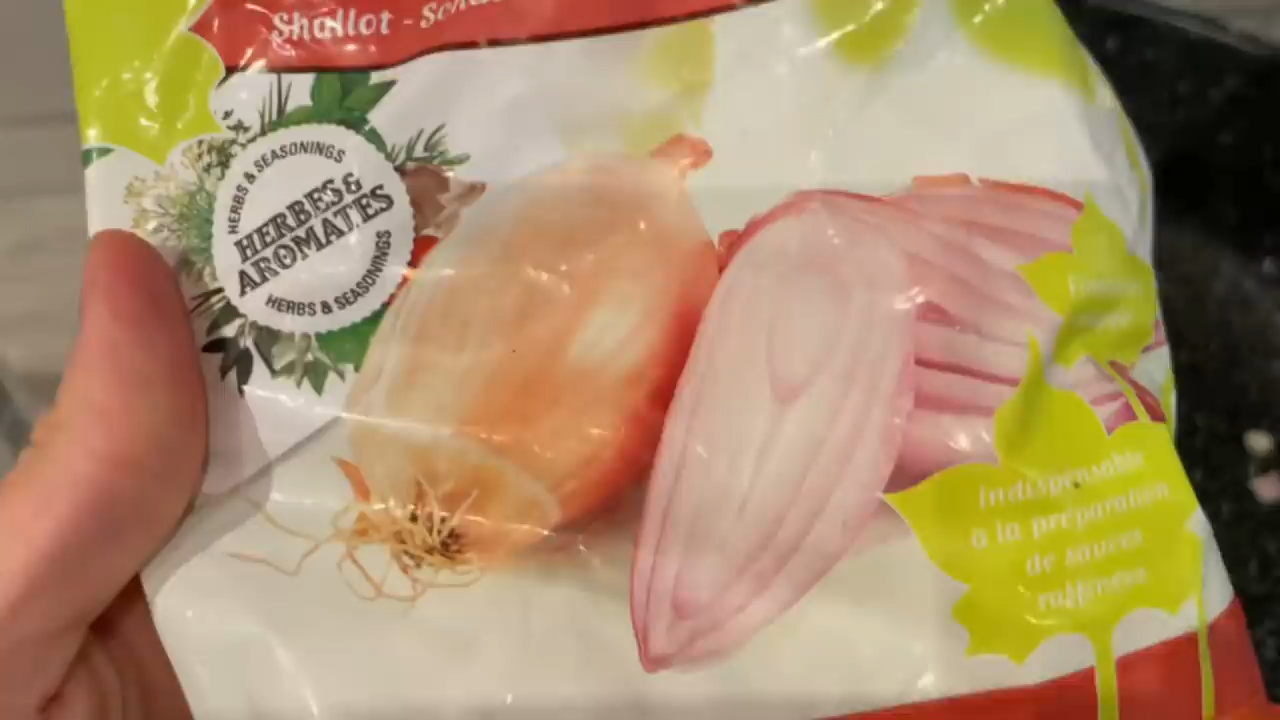 Shallot -
HERBS & SEASONINGS
HERBES &
AROMATES
HERBS & SEASONINGS
Indispensable
à la préparation
de sauces
raffinées